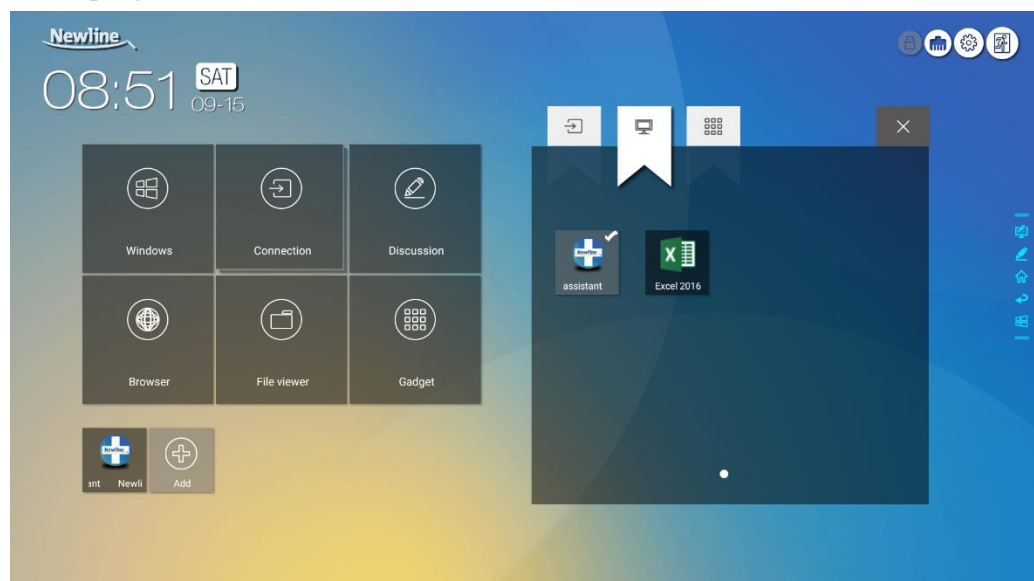 Newline
08:51 SAT
09-15
Windows Connection Discussion
Browser File viewer Gadget
ant Newli Add
assistant Excel 2016